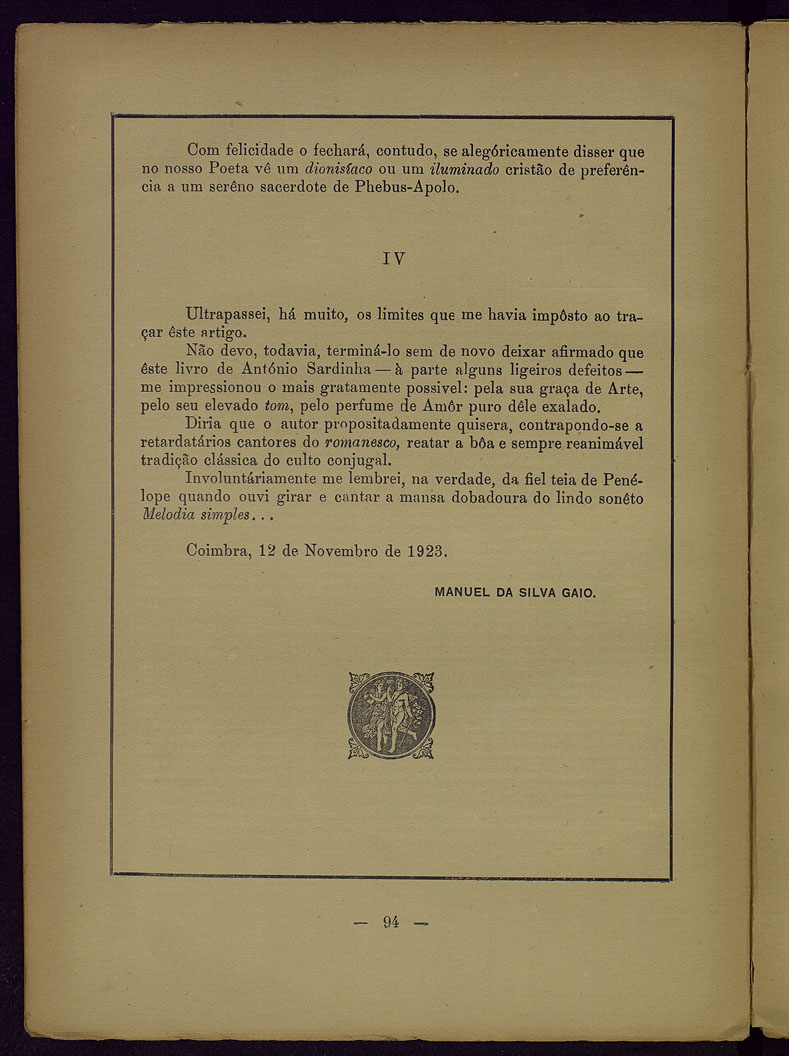 Com felicidade o fechará, contudo, se alegóricamente disser que
no nosso Poeta vê um dionisíaco ou um iluminado cristão de preferên-
cia a um serêno sacerdote de Phebus-Apolo.
IV
Ultrapassei, há muito, os limites que me havia impôsto ao tra-
çar êste artigo.
Não devo, todavia, terminá-lo sem de novo deixar afirmado que
êste livro de António Sardinha — à parte alguns ligeiros defeitos —
me impressionou o mais gratamente possivel: pela sua graça de Arte,
pelo seu elevado tom, pelo perfume de Amôr puro dêle exalado.
Diria que o autor propositadamente quisera, contrapondo-se a
retardatários cantores do romanesco, reatar a bôa e sempre reanimável
tradição clássica do culto conjugal.
Involuntáriamente me lembrei, na verdade, da fiel teia de Pené-
lope quando ouvi girar e cantar a mansa dobadoura do lindo sonêto
Melodia simples...
Coimbra, 12 de Novembro de 1923.
MANUEL DA SILVA GAIO.
— 94 —